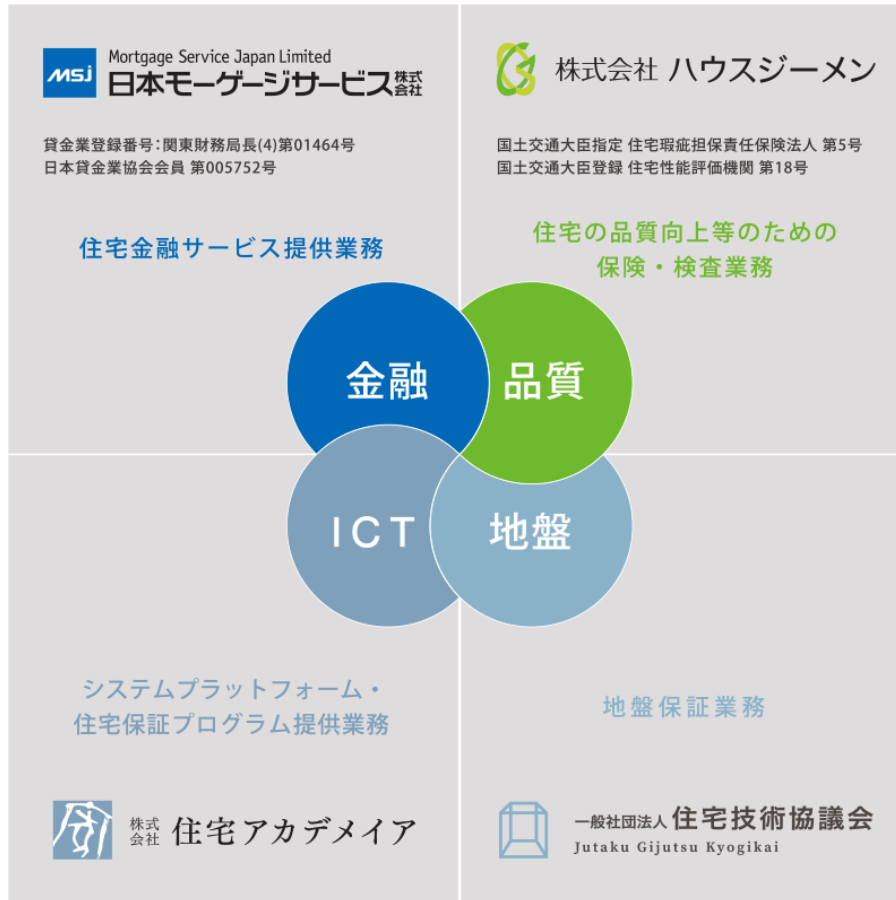 msj
Mortgage Service Japan Limited
日本モーゲージサービス株式会社
貸金業登録番号：関東財務局長(4)第01464号
日本貸金業協会会員 第005752号
住宅金融サービス提供業務
株式会社 ハウスジーメン
国土交通大臣指定 住宅瑕疵担保責任保険法人 第5号
国土交通大臣登録 住宅性能評価機関 第18号
住宅の品質向上等のための
保険・検査業務
金融
品質
ICT
地盤
システムプラットフォーム・
住宅保証プログラム提供業務
株式会社 住宅アカデメイア
地盤保証業務
一般社団法人 住宅技術協議会
Jutaku Gijutsu Kyogikai